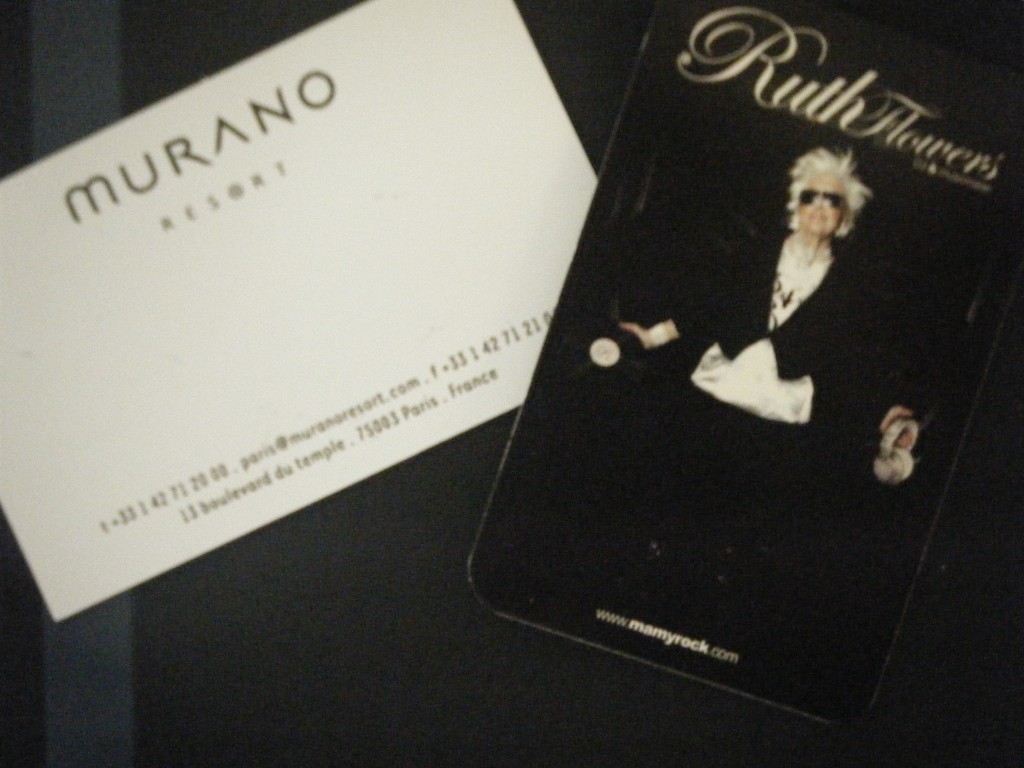 MURANO
RESORT
t +33 1 42 71 20 00 . paris@muranoresort.com . f +33 1 42 71 21
13 boulevard du temple . 75003 Paris . France
Ruth Flowers
www.mamyrock.com